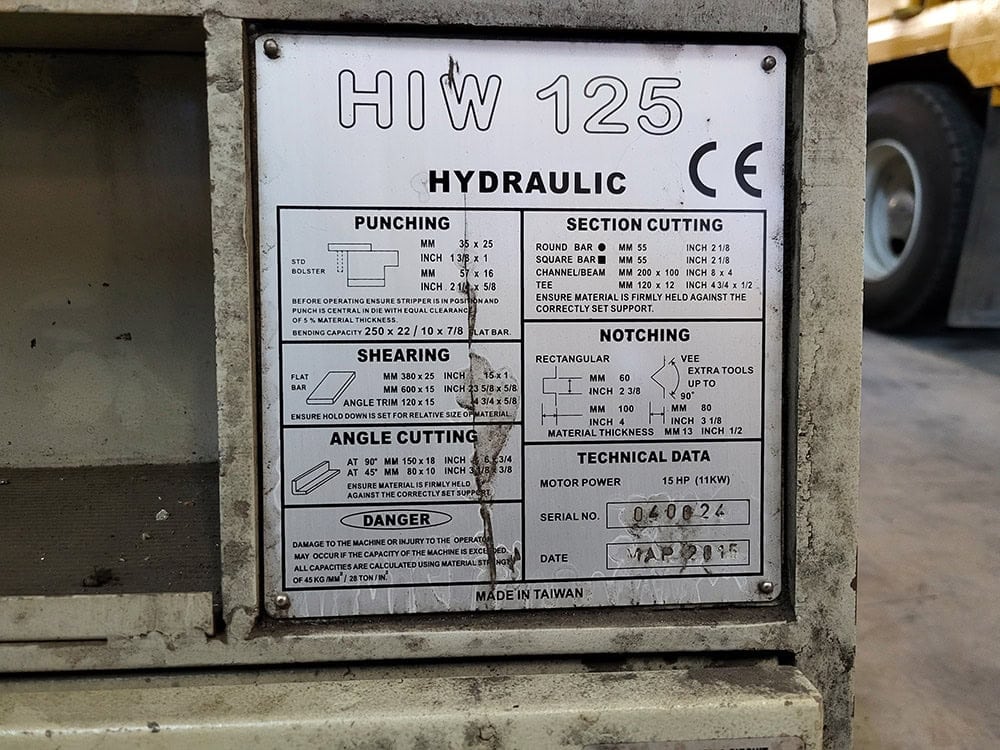 HIW 125
CE
HYDRAULIC
PUNCHING
STD
BOLSTER
MM 35 x 25
INCH 1 3/8 x 1
MM 57 x 16
INCH 2 1/4 x 5/8
BEFORE OPERATING ENSURE STRIPPER IS IN POSITION AND
PUNCH IS CENTRAL IN DIE WITH EQUAL CLEARANCE
OF 5 % MATERIAL THICKNESS.
BENDING CAPACITY 250 x 22 / 10 x 7/8 FLAT BAR.
SHEARING
FLAT
BAR
MM 380 x 25 INCH 15 x 1
MM 600 x 15 INCH 23 5/8 x 5/8
ANGLE TRIM 120 x 15 4 3/4 x 5/8
ENSURE HOLD DOWN IS SET FOR RELATIVE SIZE OF MATERIAL
ANGLE CUTTING
AT 90° MM 150 x 18 INCH 6 x 3/4
AT 45° MM 80 x 10 INCH 3 1/8 x 3/8
ENSURE MATERIAL IS FIRMLY HELD
AGAINST THE CORRECTLY SET SUPPORT
DANGER
DAMAGE TO THE MACHINE OR INJURY TO THE OPERATOR
MAY OCCUR IF THE CAPACITY OF THE MACHINE IS EXCEEDED.
ALL CAPACITIES ARE CALCULATED USING MATERIAL STRENGTH
OF 45 KG /MM² / 28 TON / IN.²
SECTION CUTTING
ROUND BAR ● MM 55 INCH 2 1/8
SQUARE BAR ■ MM 55 INCH 2 1/8
CHANNEL/BEAM MM 200 x 100 INCH 8 x 4
TEE MM 120 x 12 INCH 4 3/4 x 1/2
ENSURE MATERIAL IS FIRMLY HELD AGAINST THE
CORRECTLY SET SUPPORT.
NOTCHING
RECTANGULAR
MM 60
INCH 2 3/8
MM 100
INCH 4
VEE
EXTRA TOOLS
UP TO
90°
MM 80
INCH 3 1/8
MATERIAL THICKNESS MM 13 INCH 1/2
TECHNICAL DATA
MOTOR POWER 15 HP (11KW)
SERIAL NO. 040624
DATE MAR 2015
MADE IN TAIWAN